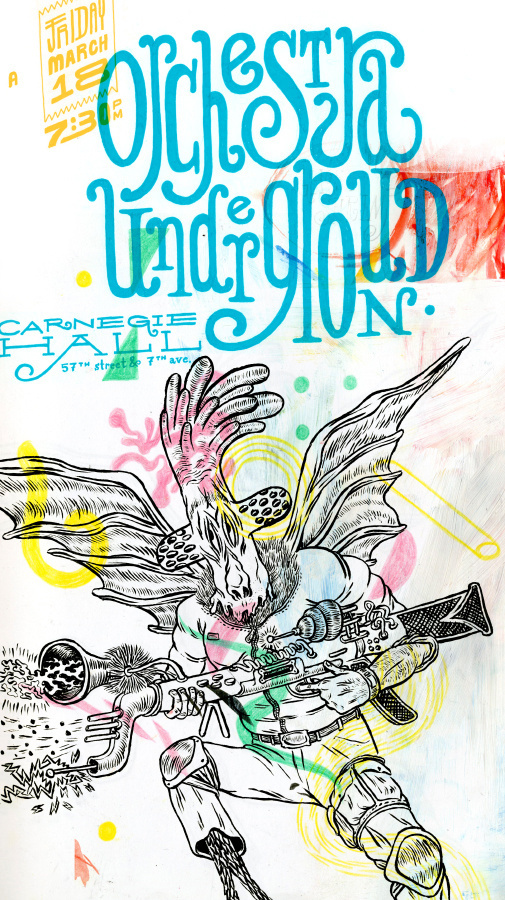 A
FRIDAY
MARCH
18
7:30 PM
Orchestra
UnderGrouND
N.
CARNEGIE
HALL
57TH street & 7TH ave.